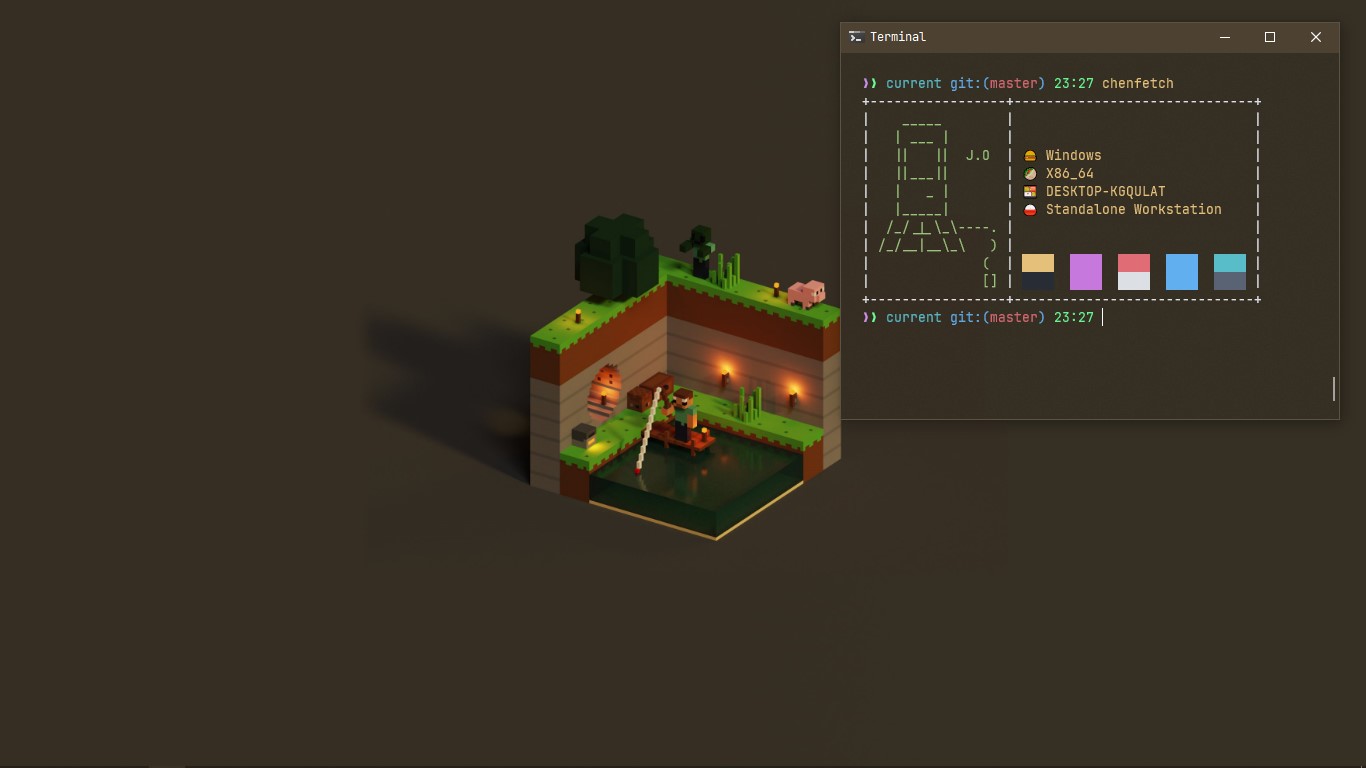 Terminal
❯❯ current git:(master) 23:27 chenfetch
J.O
Windows
X86_64
DESKTOP-KGQULAT
Standalone Workstation
❯❯ current git:(master) 23:27